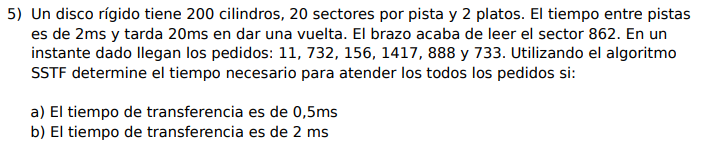 5) Un disco rígido tiene 200 cilindros, 20 sectores por pista y 2 platos. El tiempo entre pistas
es de 2ms y tarda 20ms en dar una vuelta. El brazo acaba de leer el sector 862. En un
instante dado llegan los pedidos: 11, 732, 156, 1417, 888 y 733. Utilizando el algoritmo
SSTF determine el tiempo necesario para atender los todos los pedidos si:
a) El tiempo de transferencia es de 0,5ms
b) El tiempo de transferencia es de 2 ms